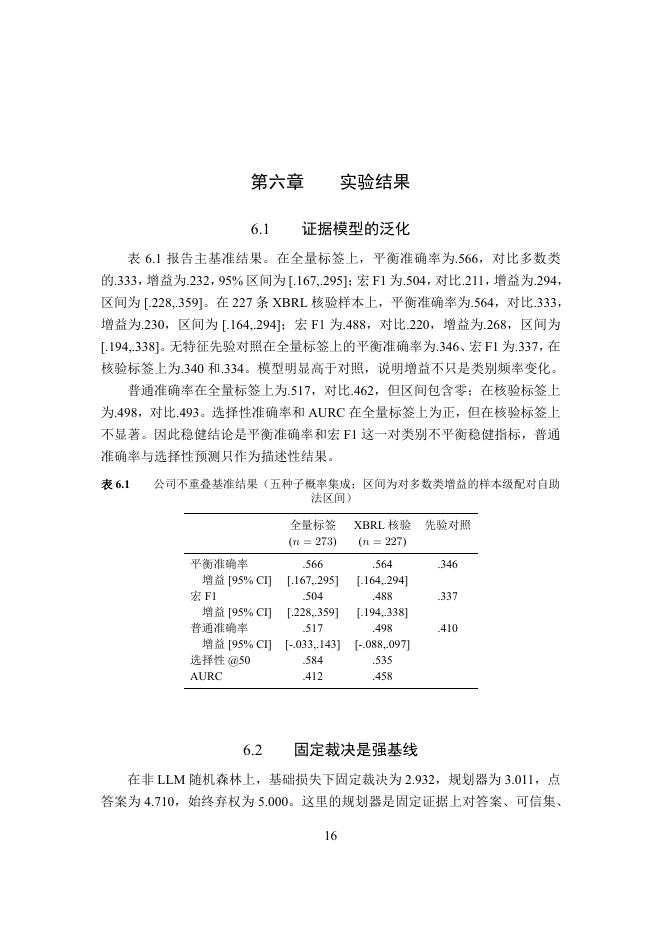 第六章 实验结果
6.1 证据模型的泛化
表 6.1 报告主基准结果。在全量标签上，平衡准确率为.566，对比多数类
的.333，增益为.232，95% 区间为 [.167,.295]；宏 F1 为.504，对比.211，增益为.294，
区间为 [.228,.359]。在 227 条 XBRL 核验样本上，平衡准确率为.564，对比.333，
增益为.230，区间为 [.164,.294]；宏 F1 为.488，对比.220，增益为.268，区间为
[.194,.338]。无特征先验对照在全量标签上的平衡准确率为.346、宏 F1 为.337，在
核验标签上为.340 和.334。模型明显高于对照，说明增益不只是类别频率变化。
普通准确率在全量标签上为.517，对比.462，但区间包含零；在核验标签上
为.498，对比.493。选择性准确率和 AURC 在全量标签上为正，但在核验标签上
不显著。因此稳健结论是平衡准确率和宏 F1 这一对类别不平衡稳健指标，普通
准确率与选择性预测只作为描述性结果。
表 6.1 公司不重叠基准结果（五种子概率集成；区间为对多数类增益的样本级配对自助
法区间）
全量标签 XBRL 核验 先验对照
(n = 273) (n = 227)
平衡准确率 .566 .564 .346
增益 [95% CI] [.167,.295] [.164,.294]
宏 F1 .504 .488 .337
增益 [95% CI] [.228,.359] [.194,.338]
普通准确率 .517 .498 .410
增益 [95% CI] [-.033,.143] [-.088,.097]
选择性 @50 .584 .535
AURC .412 .458
6.2 固定裁决是强基线
在非 LLM 随机森林上，基础损失下固定裁决为 2.932，规划器为 3.011，点
答案为 4.710，始终弃权为 5.000。这里的规划器是固定证据上对答案、可信集、
16